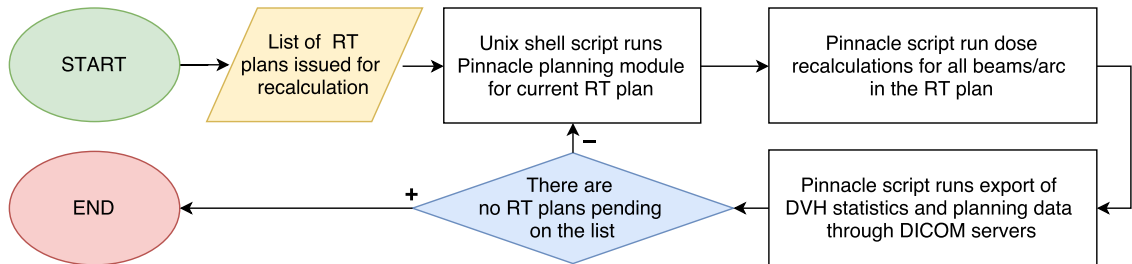 START
List of RT
plans issued for
recalculation
Unix shell script runs
Pinnacle planning module
for current RT plan
Pinnacle script run dose
recalculations for all beams/arc
in the RT plan
Pinnacle script runs export of
DVH statistics and planning data
through DICOM servers
There are
no RT plans pending
on the list
–
+
END